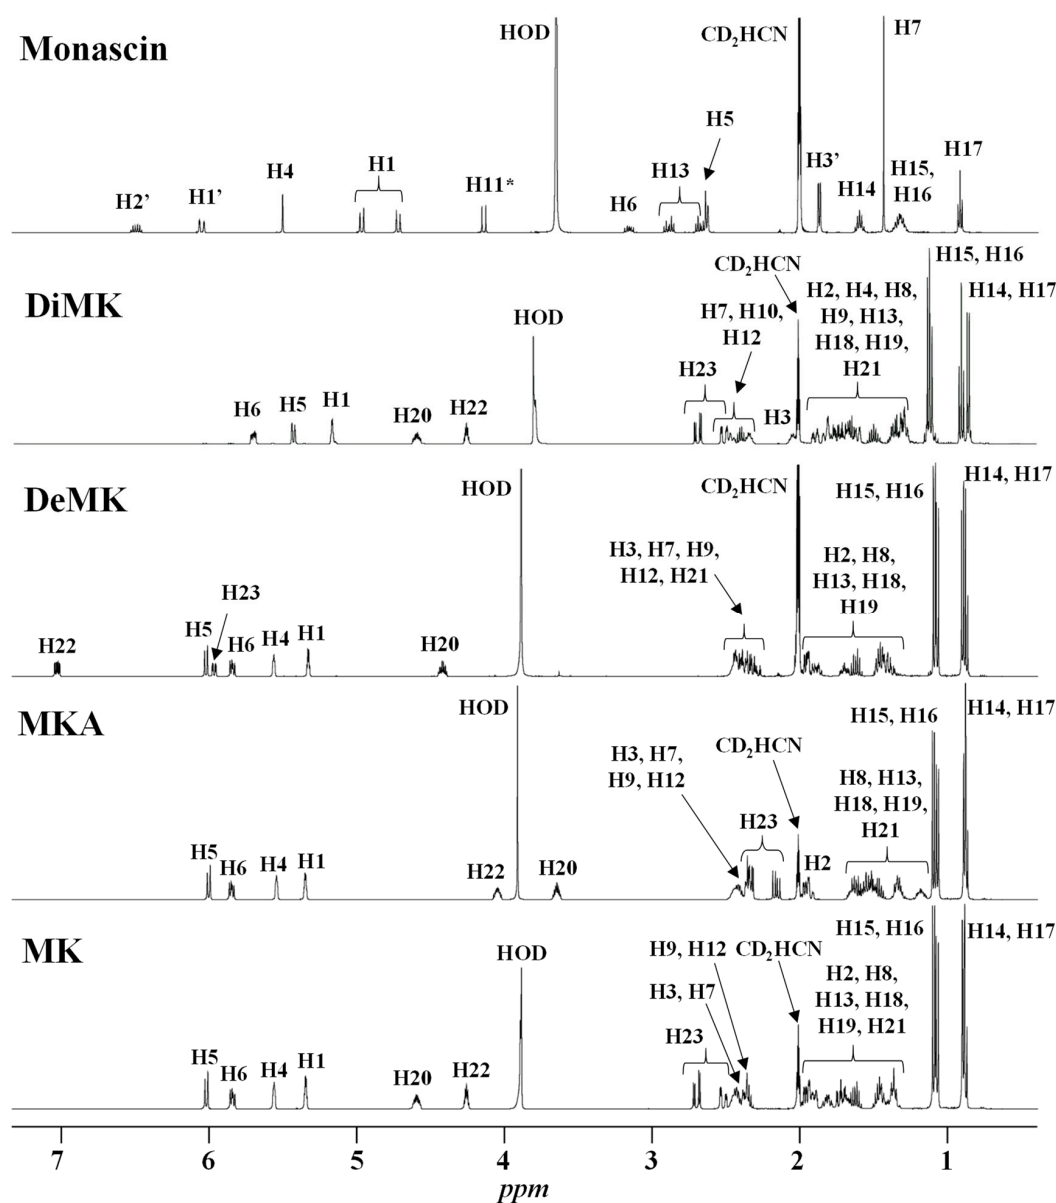 Monascin
HOD
CD2HCN
H7
H2’
H1’
H4
H1
H11*
H6
H13
H5
H3’
H14
H15,
H16
H17
DiMK
HOD
CD2HCN
H15, H16
H14, H17
H6
H5
H1
H20
H22
H23
H7, H10,
H12
H3
H2, H4, H8,
H9, H13,
H18, H19,
H21
DeMK
HOD
CD2HCN
H15, H16
H14, H17
H22
H5
H23
H6
H4
H1
H20
H3, H7, H9,
H12, H21
H2, H8,
H13, H18,
H19
MKA
HOD
CD2HCN
H15, H16
H14, H17
H5
H6
H4
H1
H22
H20
H3, H7,
H9, H12
H23
H2
H8, H13,
H18, H19,
H21
MK
HOD
H9, H12
CD2HCN
H15, H16
H14, H17
H5
H6
H4
H1
H20
H22
H23
H3, H7
H2, H8,
H13, H18,
H19, H21
7 6 5 4 3 2 1
ppm